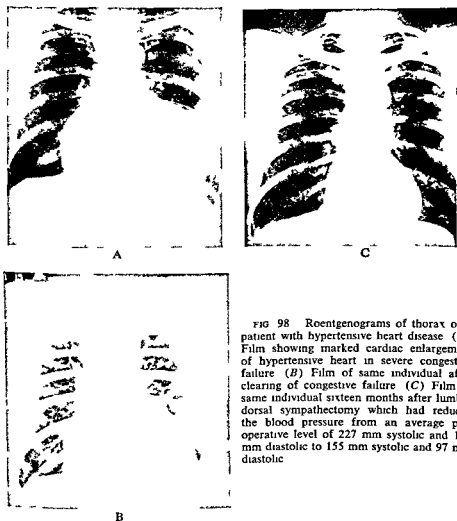 A
C
B
FIG 98 Roentgenograms of thorax o
patient with hypertensive heart disease (
Film showing marked cardiac enlargem
of hypertensive heart in severe congest
failure (B) Film of same individual af
clearing of congestive failure (C) Film
same individual sixteen months after lum
dorsal sympathectomy which had redu
the blood pressure from an average p
operative level of 227 mm systolic and 1
mm diastolic to 155 mm systolic and 97 m
diastolic